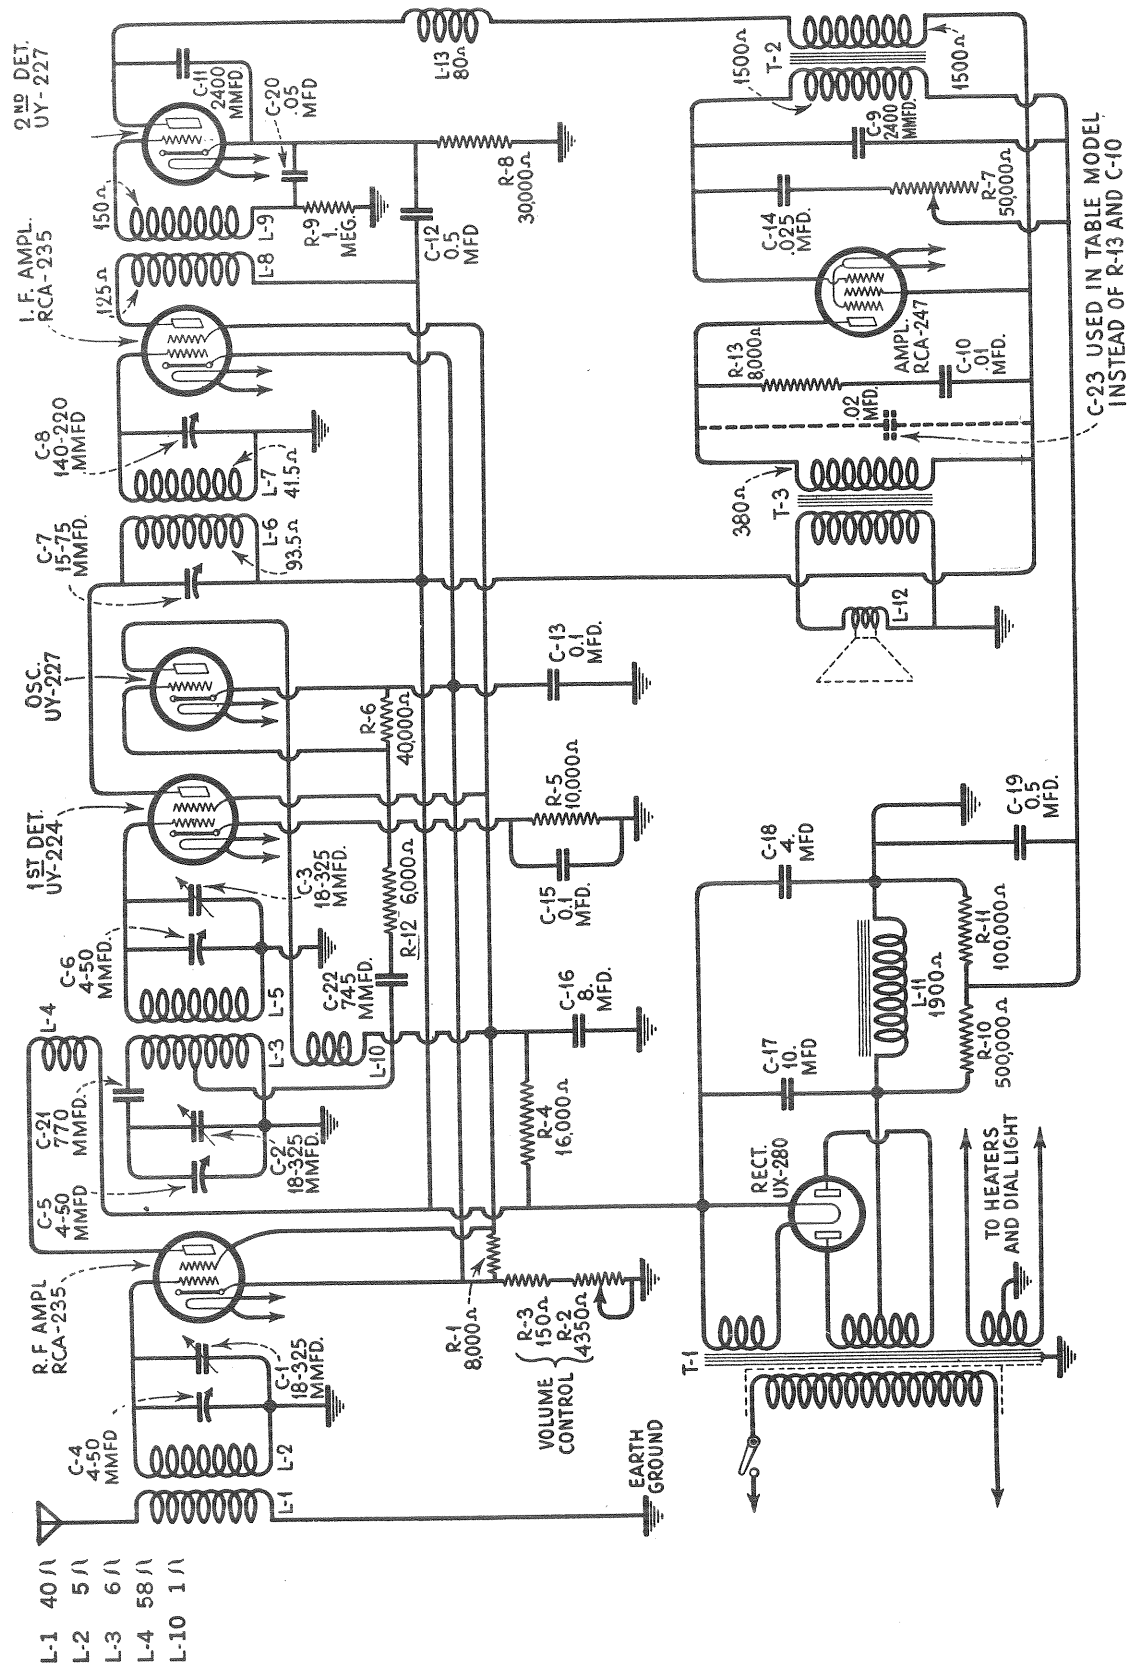 L-1 40Ω
L-2 5Ω
L-3 6Ω
L-4 58Ω
L-10 1Ω
R.F AMPL
RCA-235
C-4
4-50
MMFD
C-1
18-325
MMFD.
L-1
L-2
C-5
4-50
MMFD
C-21
770
MMFD.
C-2
18-325
MMFD.
L-4
L-3
L-5
C-6
4-50
MMFD.
C-3
18-325
MMFD.
1ST DET.
UY-224
OSC.
UY-227
C-7
15-75
MMFD.
L-6
93.5Ω
C-8
140-220
MMFD
L-7
41.5Ω
I.F. AMPL.
RCA-235
125Ω
L-8
150Ω
L-9
2ND DET.
UY-227
C-11
2400
MMFD.
C-20
.05
MFD
R-9
1.
MEG.
C-12
0.5
MFD
R-8
30,000Ω
L-13
80Ω
R-1
8,000Ω
R-3
150Ω
R-2
4350Ω
VOLUME
CONTROL
EARTH
GROUND
R-4
16,000Ω
L-10
C-22
745
MMFD.
R-12 6,000Ω
R-6
40,000Ω
C-16
8.
MFD.
C-15
0.1
MFD.
R-5
10,000Ω
C-13
0.1
MFD.
T-1
RECT.
UX-280
TO HEATERS
AND DIAL LIGHT
C-17
10.
MFD
C-18
4.
MFD
L-11
1900Ω
R-10
500,000Ω
R-11
100,000Ω
C-19
0.5
MFD.
L-12
T-3
380Ω
.02
MFD.
R-13
8,000Ω
C-10
.01
MFD.
AMPL.
RCA-247
C-14
.025
MFD.
R-7
50,000Ω
C-9
2400
MMFD.
1500Ω
T-2
1500Ω
C-23 USED IN TABLE MODEL
INSTEAD OF R-13 AND C-10